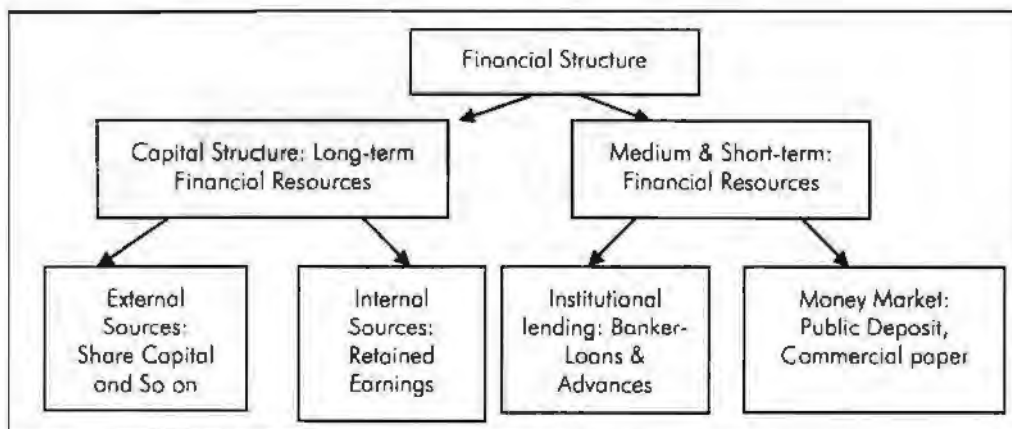 Financial Structure
Capital Structure: Long-term
Financial Resources
Medium & Short-term:
Financial Resources
External
Sources:
Share Capital
and So on
Internal
Sources:
Retained
Earnings
Institutional
lending: Banker-
Loans &
Advances
Money Market:
Public Deposit,
Commercial paper